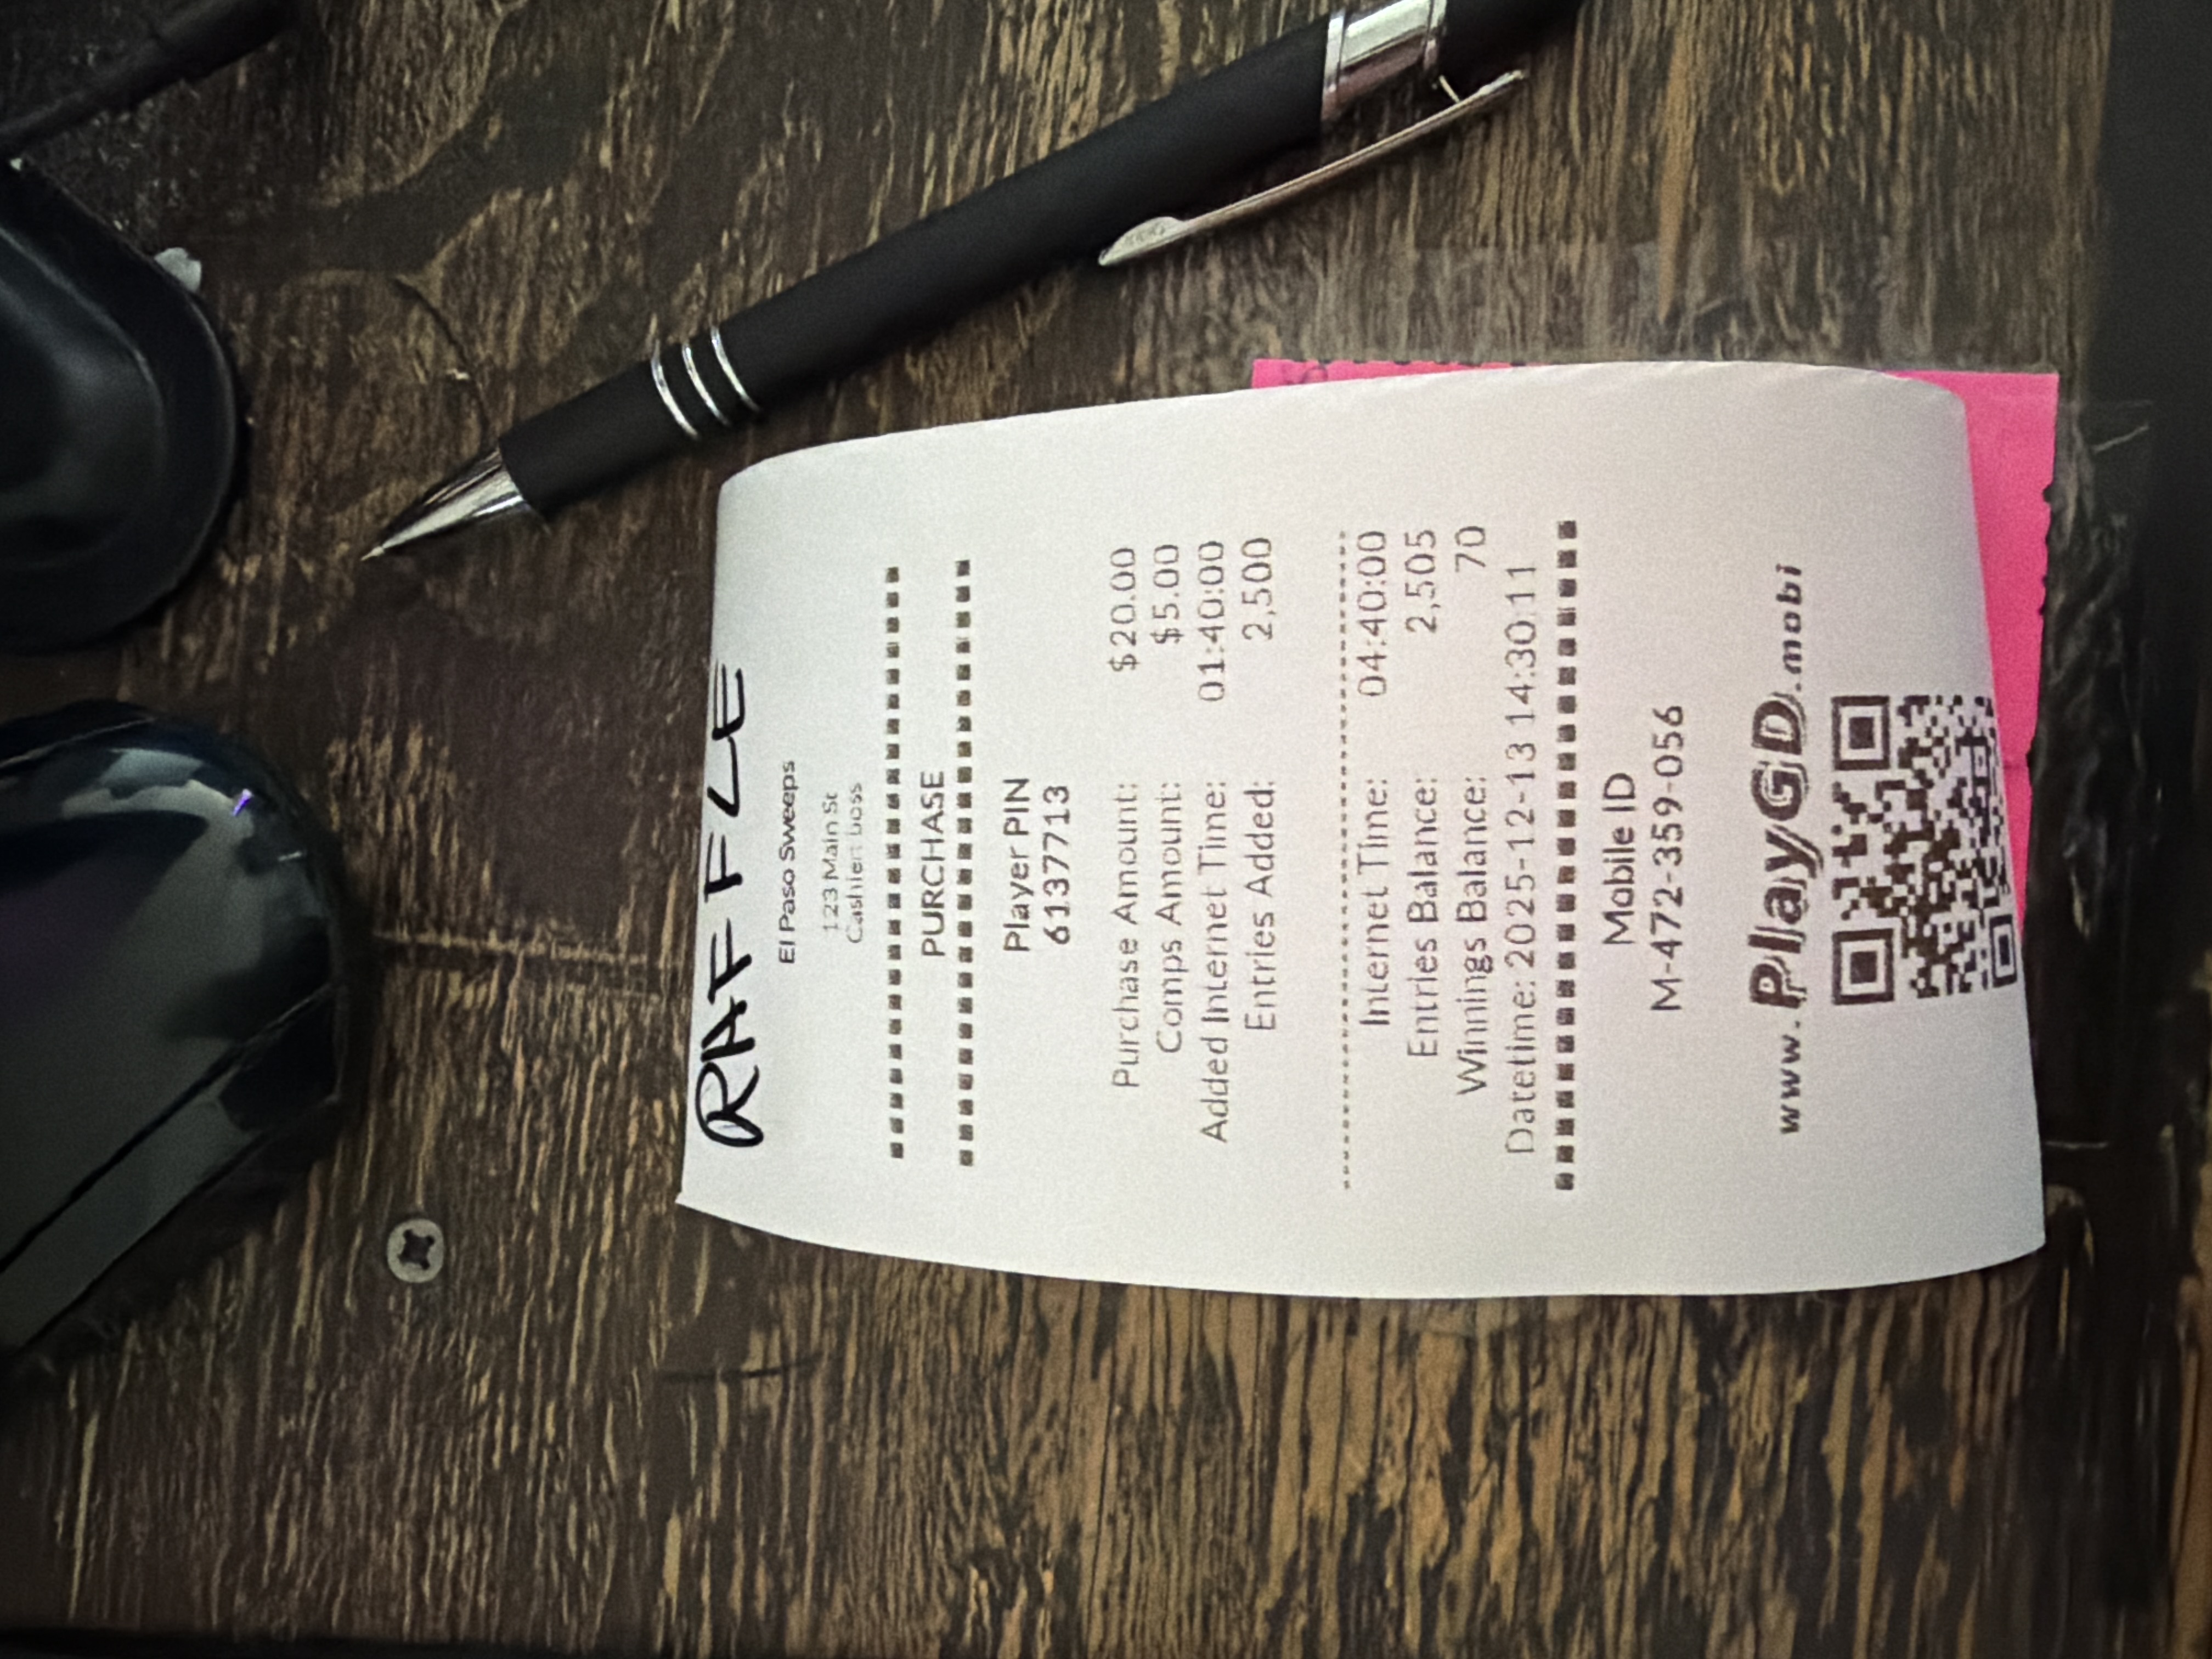 RAFFLE
El Paso Sweeps
123 Main St
Cashier: boss
PURCHASE
Player PIN
6137713
Purchase Amount: $20.00
Comps Amount: $5.00
Added Internet Time: 01:40:00
Entries Added: 2,500
Internet Time: 04:40:00
Entries Balance: 2,505
Winnings Balance: 70
Datetime: 2025-12-13 14:30:11
Mobile ID
M-472-359-056
www.PlayGD.mobi